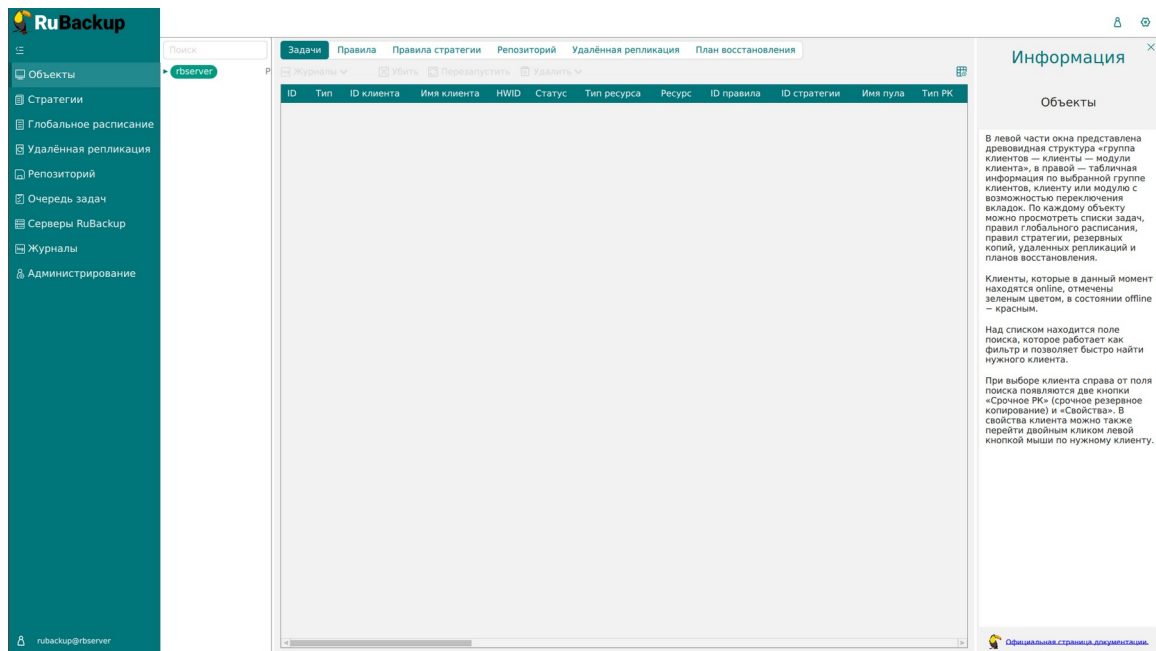 RuBackup
Объекты
Стратегии
Глобальное расписание
Удалённая репликация
Репозиторий
Очередь задач
Серверы RuBackup
Журналы
Администрирование
rubackup@rbserver
Поиск
rbserver
Р
Задачи Правила Правила стратегии Репозиторий Удалённая репликация План восстановления
Журналы Убить Перезапустить Удалить
ID Тип ID клиента Имя клиента HWID Статус Тип ресурса Ресурс ID правила ID стратегии Имя пула Тип РК
Информация
Объекты
В левой части окна представлена
древовидная структура «группа
клиентов — клиенты — модули
клиента», в правой — табличная
информация по выбранной группе
клиентов, клиенту или модулю с
возможностью переключения
вкладок. По каждому объекту
можно просмотреть списки задач,
правил глобального расписания,
правил стратегии, резервных
копий, удаленных репликаций и
планов восстановления.
Клиенты, которые в данный момент
находятся online, отмечены
зеленым цветом, в состоянии offline
− красным.
Над списком находится поле
поиска, которое работает как
фильтр и позволяет быстро найти
нужного клиента.
При выборе клиента справа от поля
поиска появляются две кнопки
«Срочное РК» (срочное резервное
копирование) и «Свойства». В
свойства клиента можно также
перейти двойным кликом левой
кнопкой мыши по нужному клиенту.
Официальная страница документации.